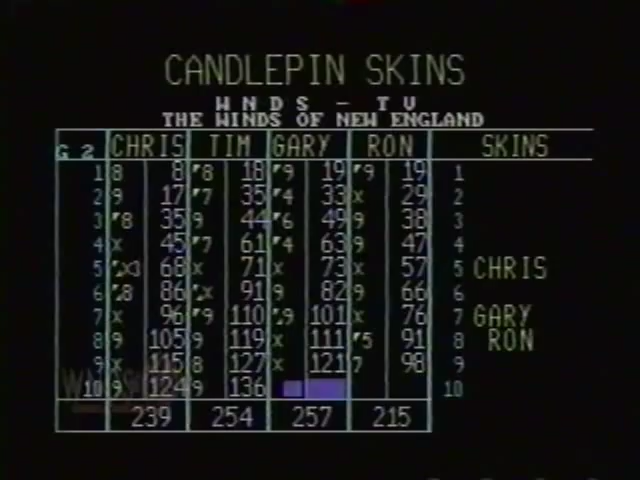 CANDLEPIN SKINS
WNDS - TV
THE WINDS OF NEW ENGLAND
G 2 CHRIS TIM GARY RON SKINS
1 8 8 8 18 9 19 9 19 1
2 9 17 7 35 4 33 x 29 2
3 8 35 9 44 6 49 9 38 3
4 x 45 7 61 4 63 9 47 4
5 x 68 x 71 x 73 x 57 5 CHRIS
6 8 86 x 91 9 82 9 66 6
7 x 96 9 110 9 101 x 76 7 GARY
8 9 105 9 119 x 111 5 91 8 RON
9 x 115 8 127 x 121 7 98 9
10 9 124 9 136 10
239 254 257 215